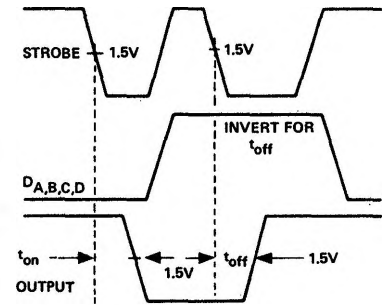 STROBE
1.5V
1.5V
INVERT FOR
toff
DA,B,C,D
ton
1.5V
toff
1.5V
OUTPUT